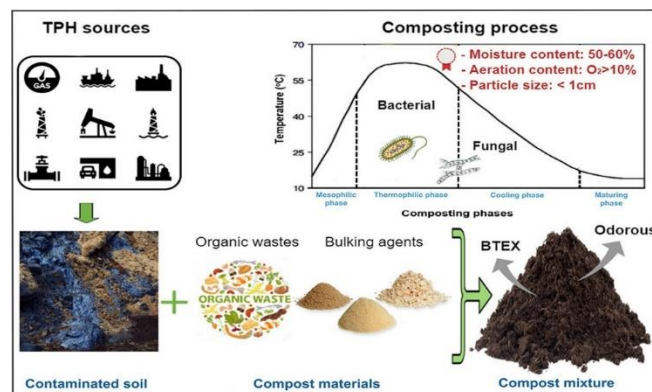 TPH sources
GAS
Composting process
Temperature (°C)
70
55
40
25
10
- Moisture content: 50-60%
- Aeration content: O₂>10%
- Particle size: < 1cm
Bacterial
Fungal
Mesophilic
phase
Thermophilic phase
Cooling phase
Maturing phase
Composting phases
Organic wastes
Bulking agents
ORGANIC WASTE
BTEX
Odorous
Contaminated soil
Compost materials
Compost mixture